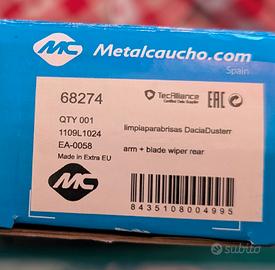 MC
Metalcaucho.com
Spain
68274
TecAlliance
Certified Data Supplier
EAC
QTY 001
1109L1024
EA-0058
Made in Extra EU
limpiaparabrisas DaciaDusterr
arm + blade wiper rear
MC
8435108004995
subito